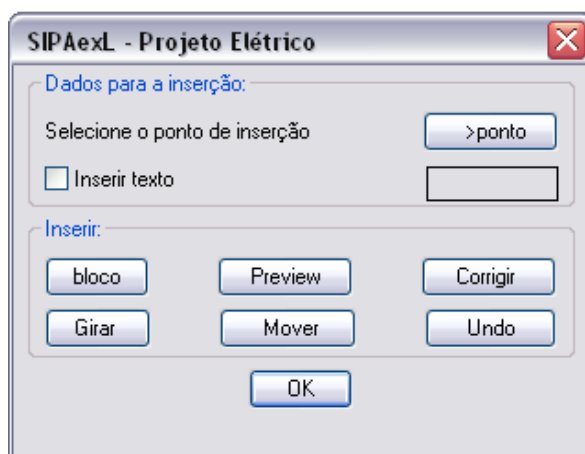 SIPAexL - Projeto Elétrico
Dados para a inserção:
Selecione o ponto de inserção >ponto
Inserir texto
Inserir:
bloco Preview Corrigir
Girar Mover Undo
OK